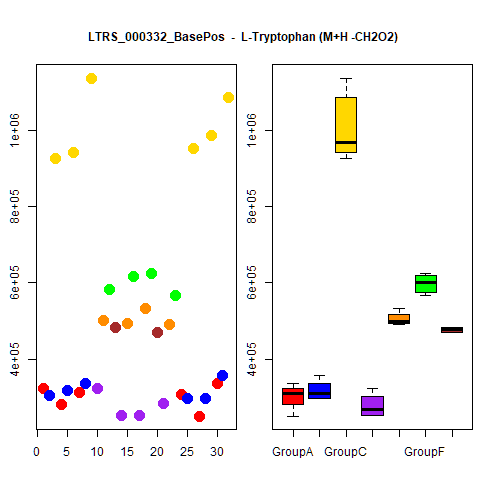 LTRS_000332_BasePos - L-Tryptophan (M+H -CH2O2)
1e+06
8e+05
6e+05
4e+05
0 5 10 15 20 25 30
1e+06
8e+05
6e+05
4e+05
GroupA GroupC GroupF